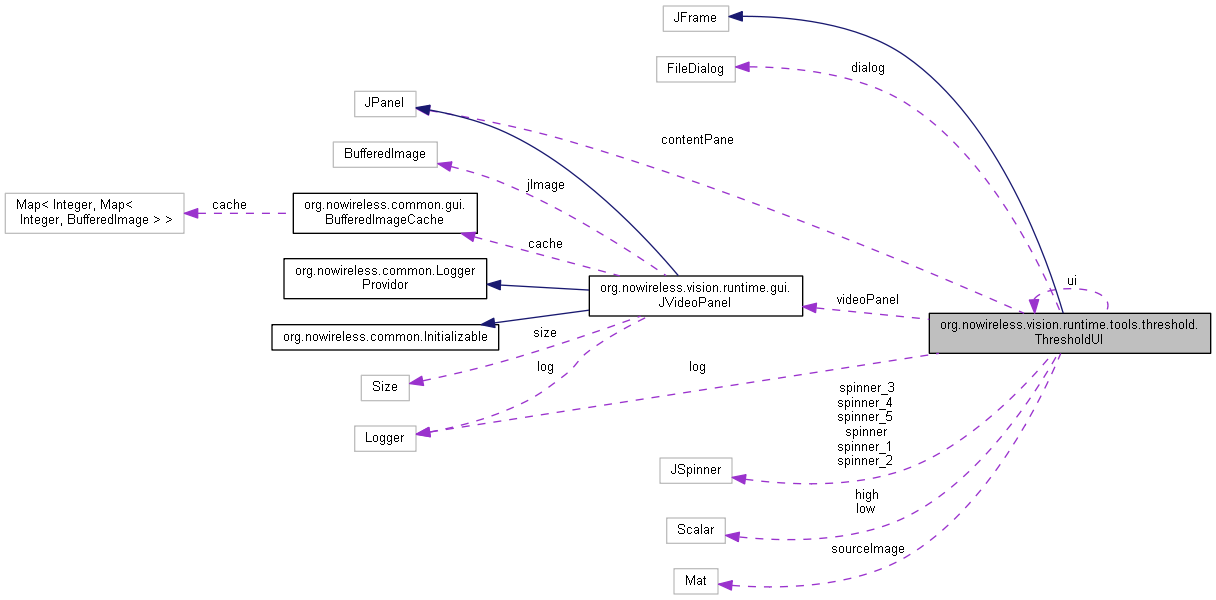 JFrame
FileDialog
dialog
JPanel
contentPane
BufferedImage
jImage
Map< Integer, Map<
Integer, BufferedImage > >
cache
org.nowireless.common.gui.
BufferedImageCache
cache
org.nowireless.common.Logger
Providor
org.nowireless.vision.runtime.gui.
JVideoPanel
videoPanel
ui
org.nowireless.vision.runtime.tools.threshold.
ThresholdUI
org.nowireless.common.Initializable
size
Size
log
log
Logger
spinner_3
spinner_4
spinner_5
spinner
spinner_1
spinner_2
JSpinner
high
low
Scalar
sourceImage
Mat